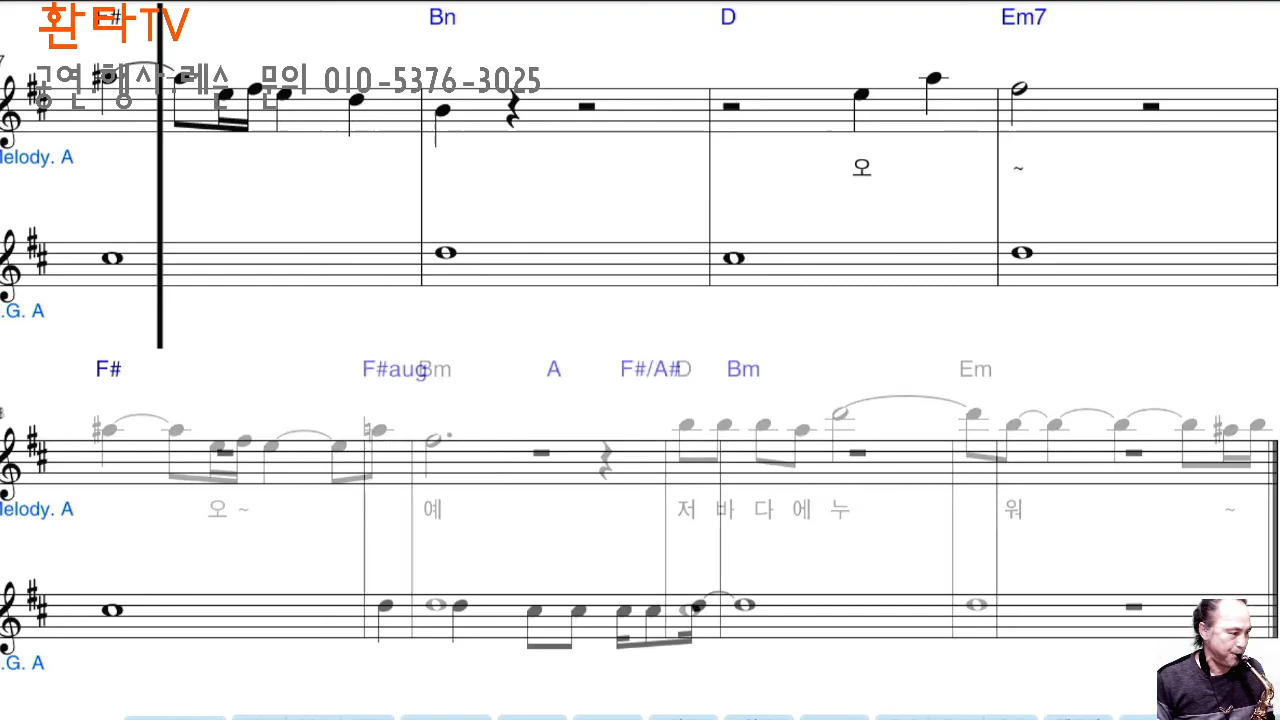 환타TV
F# Bn D Em7
공연 행사 레슨 문의 010-5376-3025
Melody. A
오 ~
.G. A
F# F#aug Bm A F#/A# D Bm Em
Melody. A
오 ~ 예 저 바 다 에 누 워 ~
.G. A